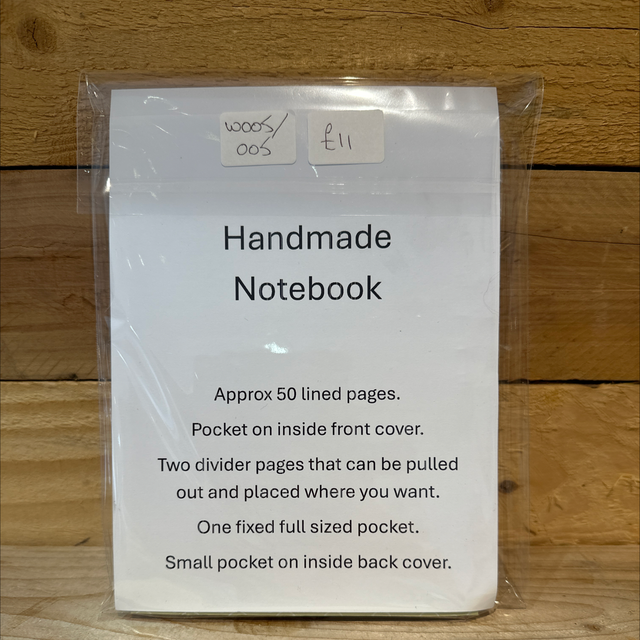 W005/
005
£11
Handmade
Notebook
Approx 50 lined pages.
Pocket on inside front cover.
Two divider pages that can be pulled
out and placed where you want.
One fixed full sized pocket.
Small pocket on inside back cover.